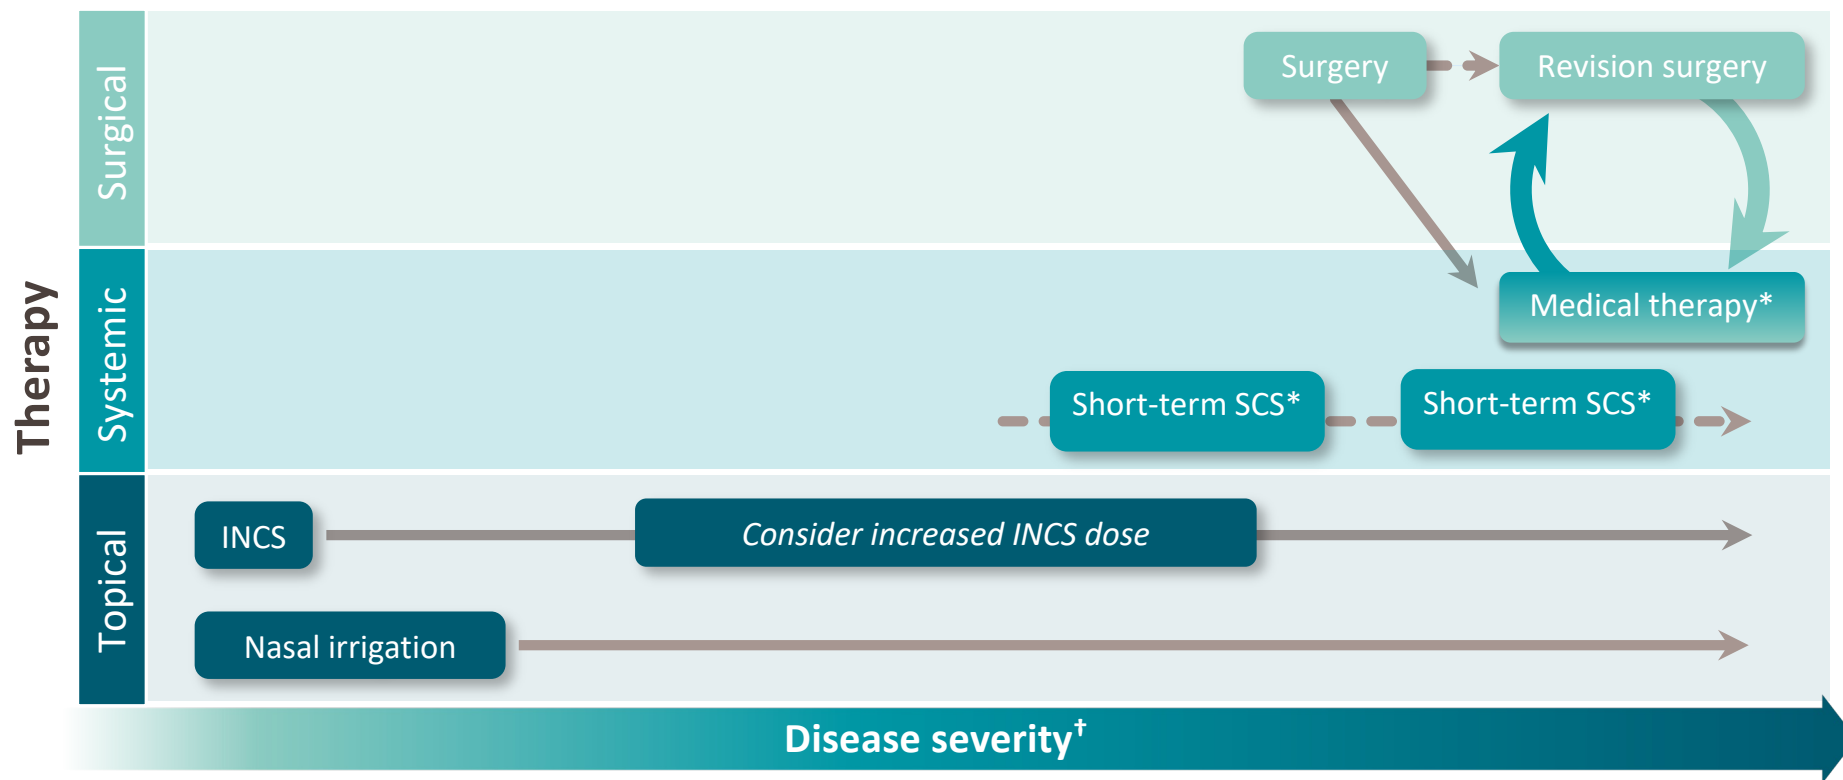 Therapy
Surgical
Surgery
Revision surgery
Systemic
Medical therapy*
Short-term SCS*
Short-term SCS*
Topical
INCS
Consider increased INCS dose
Nasal irrigation
Disease severity†